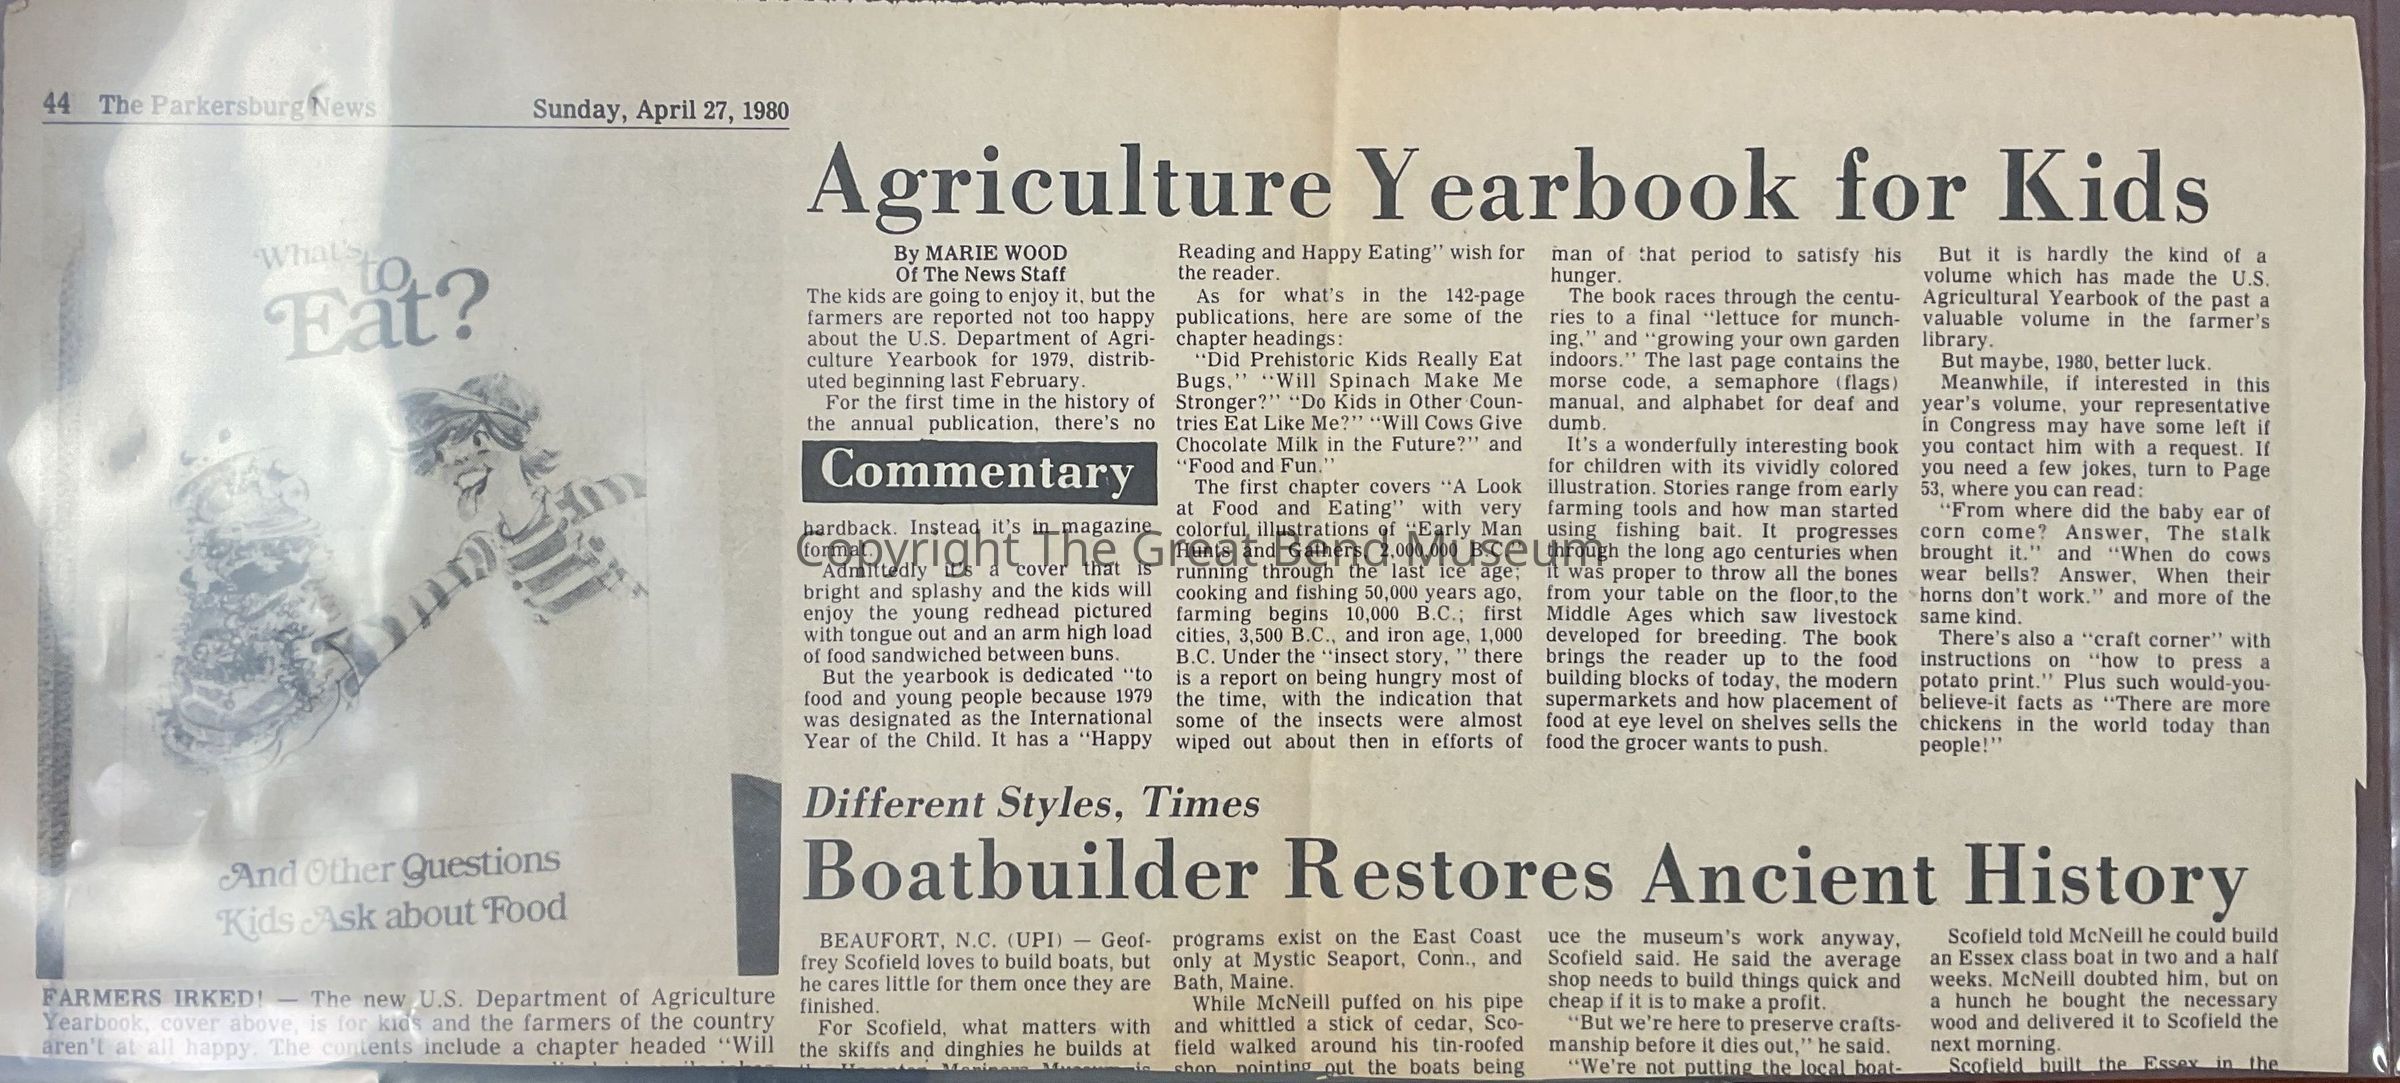 44 The Parkersburg News Sunday, April 27, 1980
What's
to
Eat?
And Other Questions
Kids Ask about Food
FARMERS IRKED! — The new U.S. Department of Agriculture
Yearbook, cover above, is for kids and the farmers of the country
aren't at all happy. The contents include a chapter headed "Will
Agriculture Yearbook for Kids
By MARIE WOOD
Of The News Staff
The kids are going to enjoy it, but the
farmers are reported not too happy
about the U.S. Department of Agri-
culture Yearbook for 1979, distrib-
uted beginning last February.
For the first time in the history of
the annual publication, there's no
Commentary
hardback. Instead it's in magazine
format.
Admittedly it's a cover that is
bright and splashy and the kids will
enjoy the young redhead pictured
with tongue out and an arm high load
of food sandwiched between buns.
But the yearbook is dedicated "to
food and young people because 1979
was designated as the International
Year of the Child. It has a "Happy
Reading and Happy Eating" wish for
the reader.
As for what's in the 142-page
publications, here are some of the
chapter headings:
"Did Prehistoric Kids Really Eat
Bugs," "Will Spinach Make Me
Stronger?" "Do Kids in Other Coun-
tries Eat Like Me?" "Will Cows Give
Chocolate Milk in the Future?" and
"Food and Fun."
The first chapter covers "A Look
at Food and Eating" with very
colorful illustrations of "Early Man
Hunts and Gathers, 2,000,000 B.C.
running through the last ice age;
cooking and fishing 50,000 years ago,
farming begins 10,000 B.C.; first
cities, 3,500 B.C., and iron age, 1,000
B.C. Under the "insect story, " there
is a report on being hungry most of
the time, with the indication that
some of the insects were almost
wiped out about then in efforts of
man of that period to satisfy his
hunger.
The book races through the centu-
ries to a final "lettuce for munch-
ing," and "growing your own garden
indoors." The last page contains the
morse code, a semaphore (flags)
manual, and alphabet for deaf and
dumb.
It's a wonderfully interesting book
for children with its vividly colored
illustration. Stories range from early
farming tools and how man started
using fishing bait. It progresses
through the long ago centuries when
it was proper to throw all the bones
from your table on the floor,to the
Middle Ages which saw livestock
developed for breeding. The book
brings the reader up to the food
building blocks of today, the modern
supermarkets and how placement of
food at eye level on shelves sells the
food the grocer wants to push.
But it is hardly the kind of a
volume which has made the U.S.
Agricultural Yearbook of the past a
valuable volume in the farmer's
library.
But maybe, 1980, better luck.
Meanwhile, if interested in this
year's volume, your representative
in Congress may have some left if
you contact him with a request. If
you need a few jokes, turn to Page
53, where you can read:
"From where did the baby ear of
corn come? Answer, The stalk
brought it." and "When do cows
wear bells? Answer, When their
horns don't work." and more of the
same kind.
There's also a "craft corner" with
instructions on "how to press a
potato print." Plus such would-you-
believe-it facts as "There are more
chickens in the world today than
people!"
Copyright The Great Bend Museum
Different Styles, Times
Boatbuilder Restores Ancient History
BEAUFORT, N.C. (UPI) — Geof-
frey Scofield loves to build boats, but
he cares little for them once they are
finished.
For Scofield, what matters with
the skiffs and dinghies he builds at
programs exist on the East Coast
only at Mystic Seaport, Conn., and
Bath, Maine.
While McNeill puffed on his pipe
and whittled a stick of cedar, Sco-
field walked around his tin-roofed
shop pointing out the boats being
uce the museum's work anyway,
Scofield said. He said the average
shop needs to build things quick and
cheap if it is to make a profit.
"But we're here to preserve crafts-
manship before it dies out," he said.
"We're not putting the local boat-
Scofield told McNeill he could build
an Essex class boat in two and a half
weeks. McNeill doubted him, but on
a hunch he bought the necessary
wood and delivered it to Scofield the
next morning.
Scofield built the Essex in the